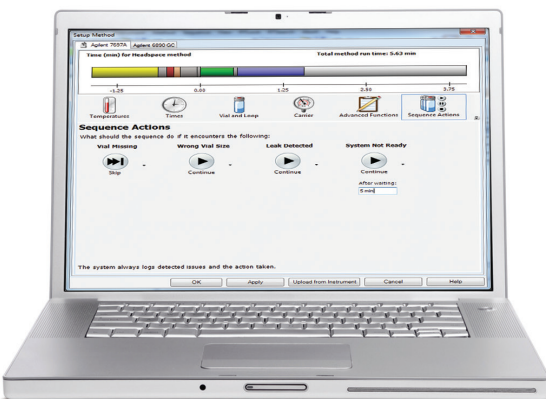 Setup Method
Agilent 7697A Agilent 6890 GC
Time (min) for Headspace method Total method run time: 5.63 min
-1.25 0.00 1.25 2.50 3.75
Temperatures Times Vial and Loop Carrier Advanced Functions Sequence Actions
Sequence Actions
What should the sequence do if it encounters the following:
Vial Missing Wrong Vial Size Leak Detected System Not Ready
Skip Continue Continue Continue
After waiting:
5 min
The system always logs detected issues and the action taken.
OK Apply Upload from Instrument Cancel Help